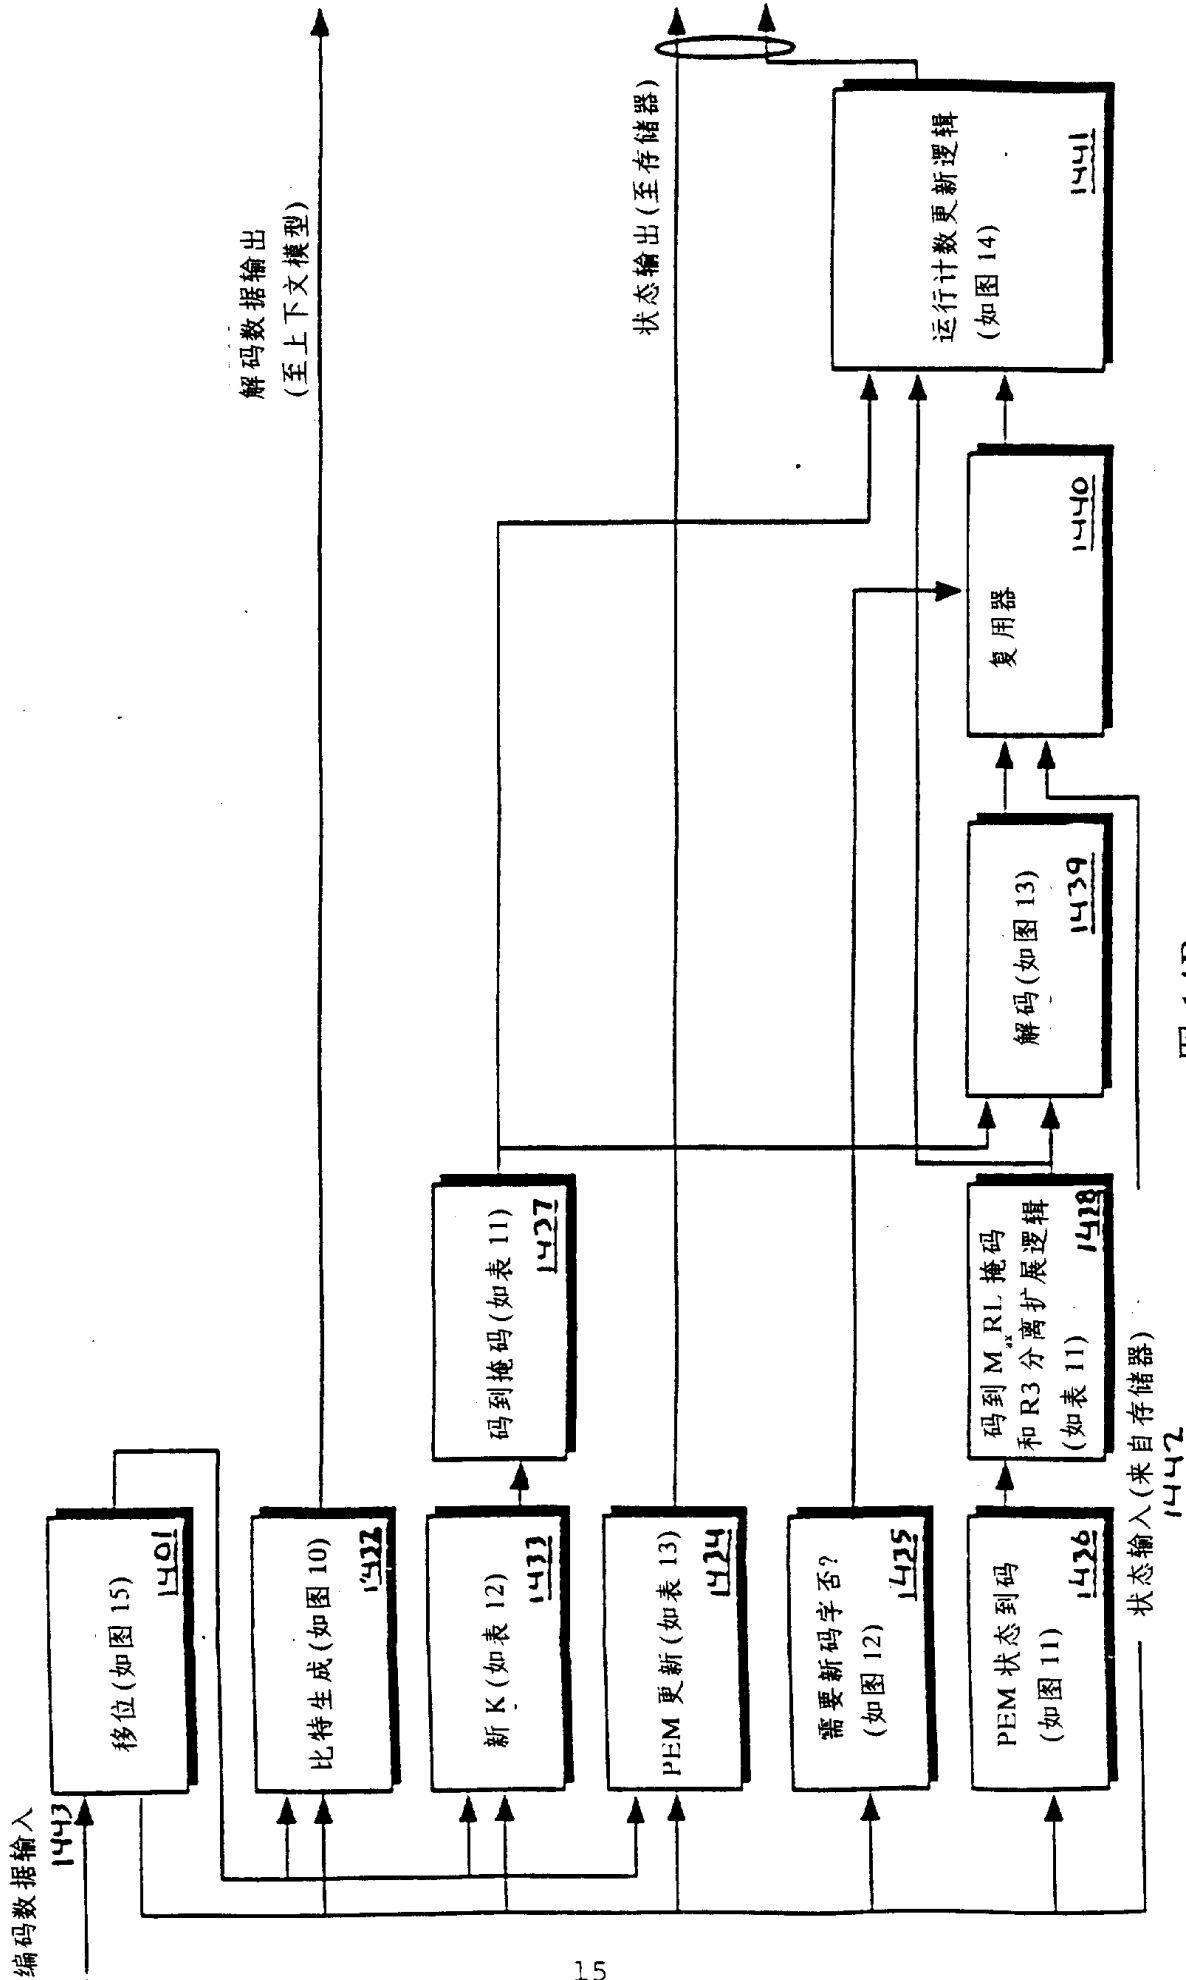 编码数据输入
1443
移位(如图 15)
1401
比特生成(如图 10)
1432
新 K(如表 12)
1433
PEM 更新(如表 13)
1434
需要新码字否?
(如图 12)
1435
PEM 状态到码
(如图 11)
1436
状态输入(来自存储器)
1442
码到掩码(如表 11)
1437
码到 MaxRL 掩码
和 R3 分离扩展逻辑
(如表 11)
1438
解码(如图 13)
1439
复用器
1440
运行计数更新逻辑
(如图 14)
1441
解码数据输出
(至上下文模型)
状态输出(至存储器)
15